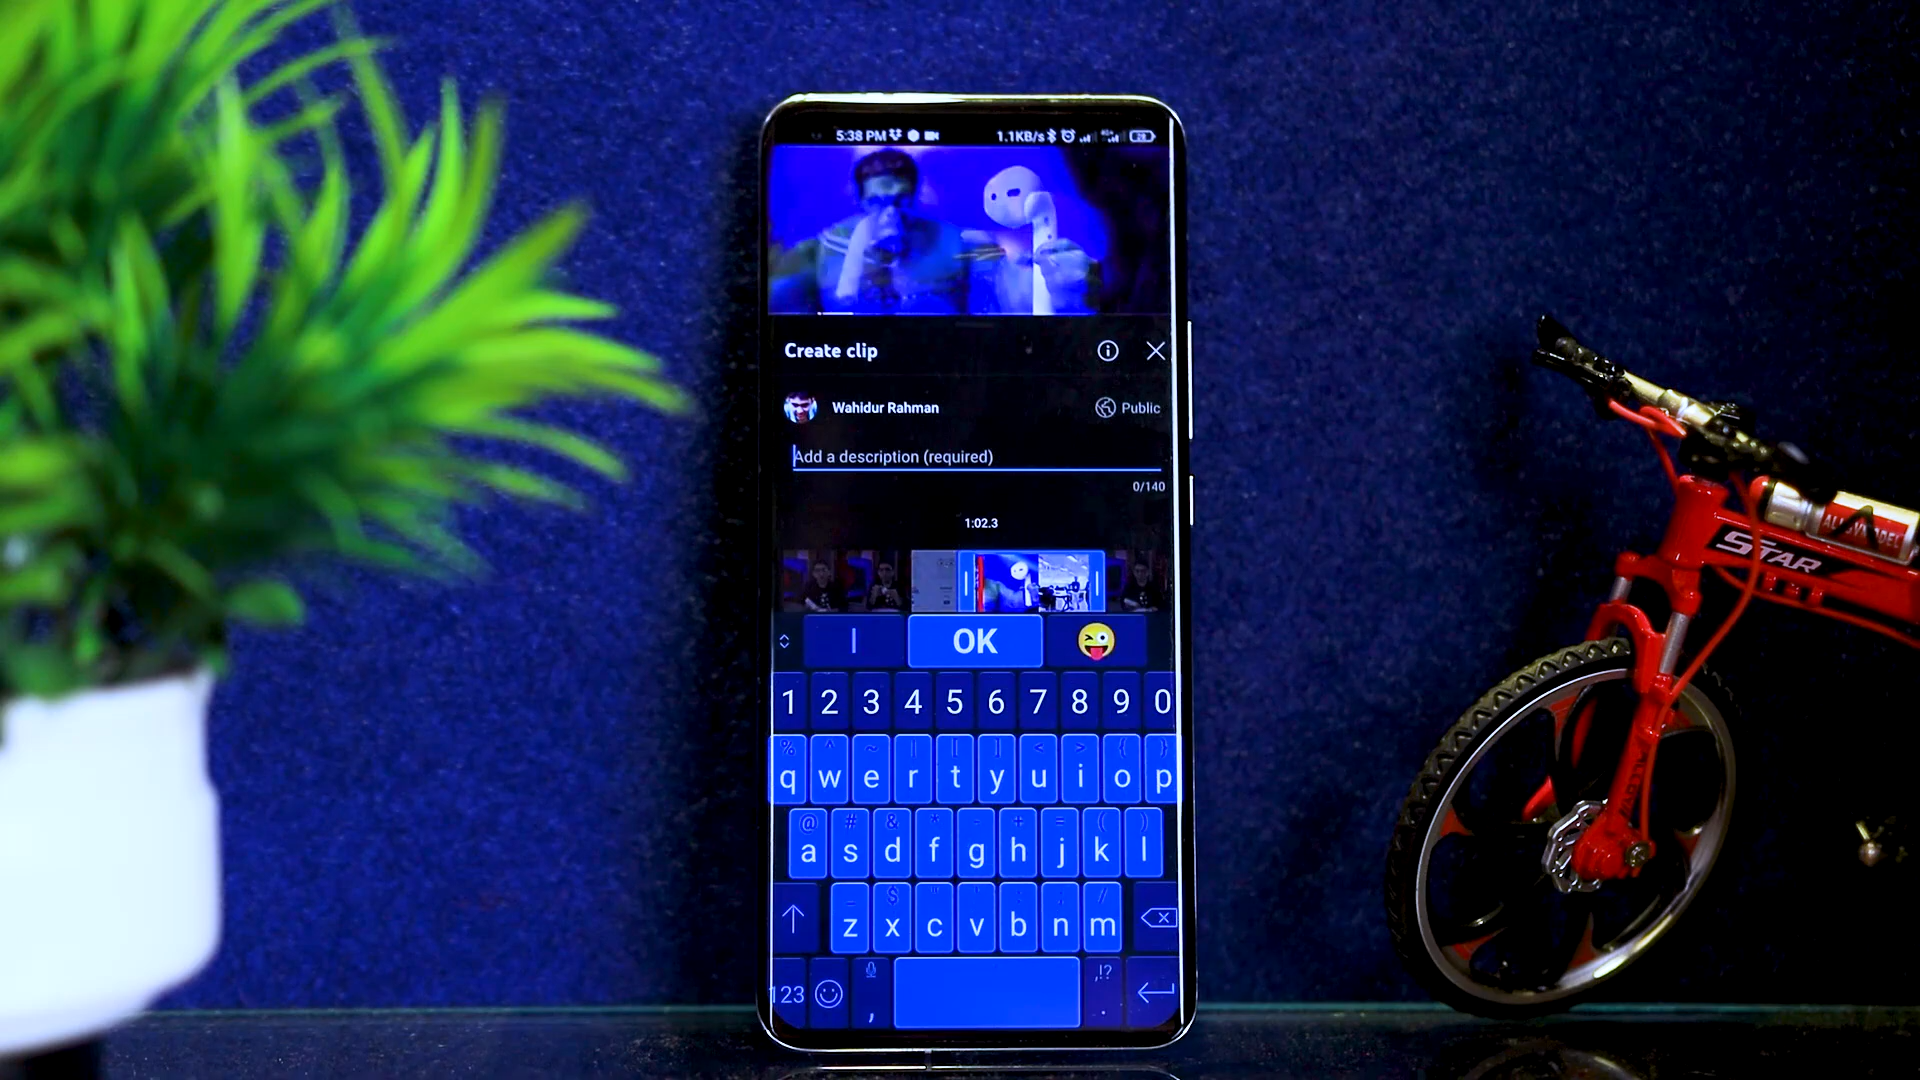 5:38 PM 1.1KB/s 28
Create clip
Wahidur Rahman Public
Add a description (required)
0/140
1:02.3
I OK
1 2 3 4 5 6 7 8 9 0
% ^ ~ | [ ] < > { }
q w e r t y u i o p
@ # & * - + = ( )
a s d f g h j k l
$
z x c v b n m
,!?
123 , .
STAR